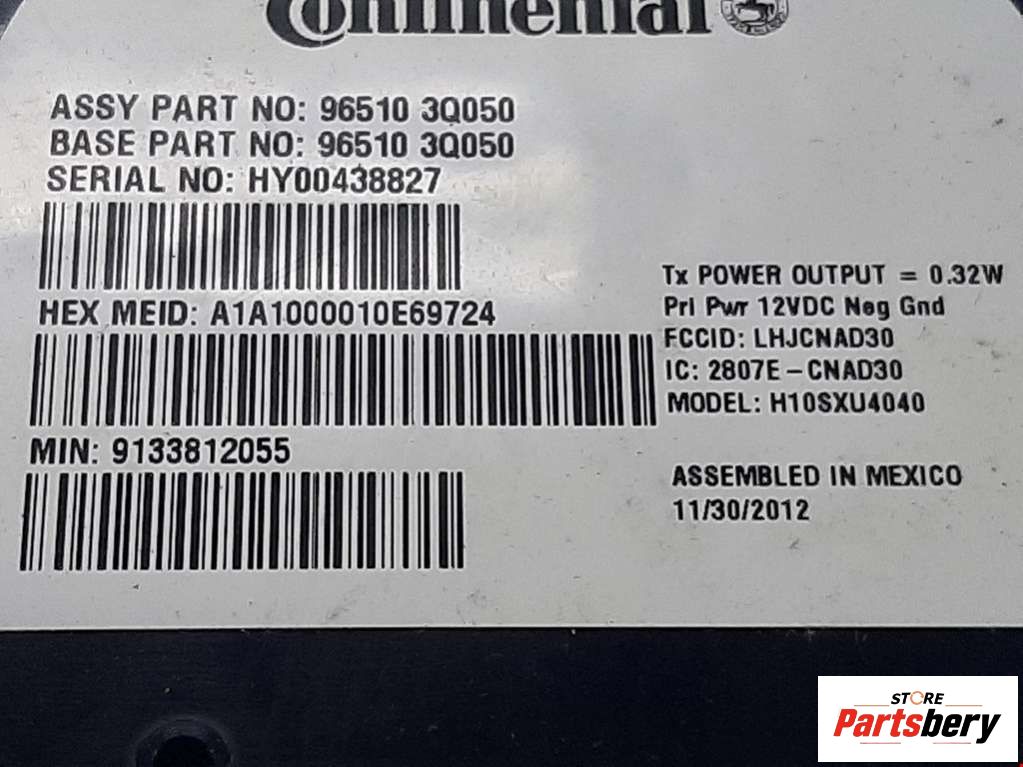 Continental
ASSY PART NO: 96510 3Q050
BASE PART NO: 96510 3Q050
SERIAL NO: HY00438827
HEX MEID: A1A1000010E69724
MIN: 9133812055
Tx POWER OUTPUT = 0.32W
Pri Pwr 12VDC Neg Gnd
FCCID: LHJCNAD30
IC: 2807E-CNAD30
MODEL: H10SXU4040
ASSEMBLED IN MEXICO
11/30/2012
STORE
Partsbery